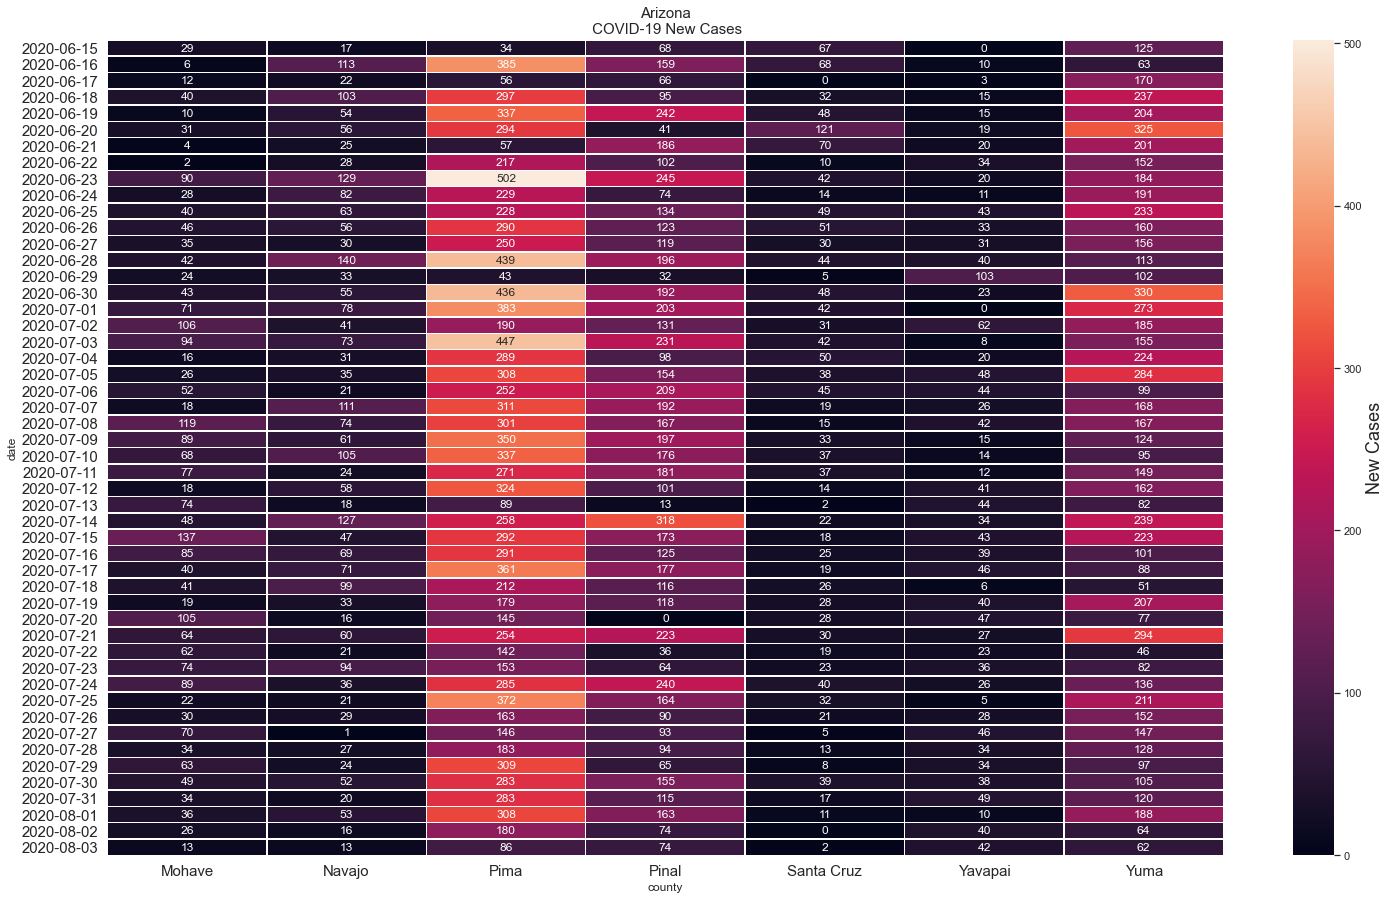 Arizona
COVID-19 New Cases
2020-06-15 29 17 34 68 67 0 125
2020-06-16 6 113 385 159 68 10 63
2020-06-17 12 22 56 66 0 3 170
2020-06-18 40 103 297 95 32 15 237
2020-06-19 10 54 337 242 48 15 204
2020-06-20 31 56 294 41 121 19 325
2020-06-21 4 25 57 186 70 20 201
2020-06-22 2 28 217 102 10 34 152
2020-06-23 90 129 502 245 42 20 184
2020-06-24 28 82 229 74 14 11 191
2020-06-25 40 63 228 134 49 43 233
2020-06-26 46 56 290 123 51 33 160
2020-06-27 35 30 250 119 30 31 156
2020-06-28 42 140 439 196 44 40 113
2020-06-29 24 33 43 32 5 103 102
2020-06-30 43 55 436 192 48 23 330
2020-07-01 71 78 383 203 42 0 273
2020-07-02 106 41 190 131 31 62 185
2020-07-03 94 73 447 231 42 8 155
2020-07-04 16 31 289 98 50 20 224
2020-07-05 26 35 308 154 38 48 284
2020-07-06 52 21 252 209 45 44 99
2020-07-07 18 111 311 192 19 26 168
2020-07-08 119 74 301 167 15 42 167
2020-07-09 89 61 350 197 33 15 124
2020-07-10 68 105 337 176 37 14 95
2020-07-11 77 24 271 181 37 12 149
2020-07-12 18 58 324 101 14 41 162
2020-07-13 74 18 89 13 2 44 82
2020-07-14 48 127 258 318 22 34 239
2020-07-15 137 47 292 173 18 43 223
2020-07-16 85 69 291 125 25 39 101
2020-07-17 40 71 361 177 19 46 88
2020-07-18 41 99 212 116 26 6 51
2020-07-19 19 33 179 118 28 40 207
2020-07-20 105 16 145 0 28 47 77
2020-07-21 64 60 254 223 30 27 294
2020-07-22 62 21 142 36 19 23 46
2020-07-23 74 94 153 64 23 36 82
2020-07-24 89 36 285 240 40 26 136
2020-07-25 22 21 372 164 32 5 211
2020-07-26 30 29 163 90 21 28 152
2020-07-27 70 1 146 93 5 46 147
2020-07-28 34 27 183 94 13 34 128
2020-07-29 63 24 309 65 8 34 97
2020-07-30 49 52 283 155 39 38 105
2020-07-31 34 20 283 115 17 49 120
2020-08-01 36 53 308 163 11 10 188
2020-08-02 26 16 180 74 0 40 64
2020-08-03 13 13 86 74 2 42 62
Mohave Navajo Pima Pinal Santa Cruz Yavapai Yuma
county
date
500
400
300
200
100
0
New Cases